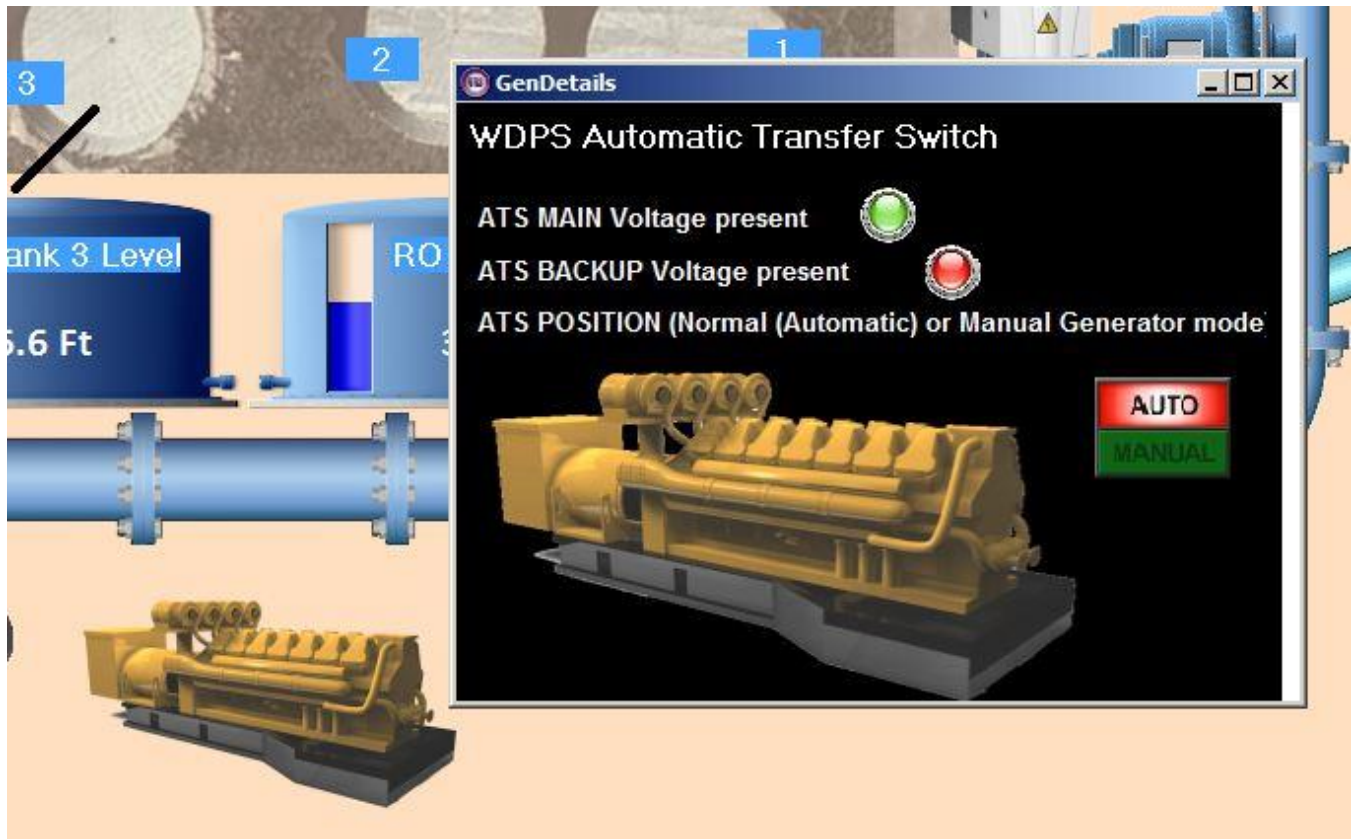 3
2
1
GenDetails
WDPS Automatic Transfer Switch
ATS MAIN Voltage present
ATS BACKUP Voltage present
ATS POSITION (Normal (Automatic) or Manual Generator mode)
AUTO
MANUAL
ank 3 Level
.6 Ft
RO